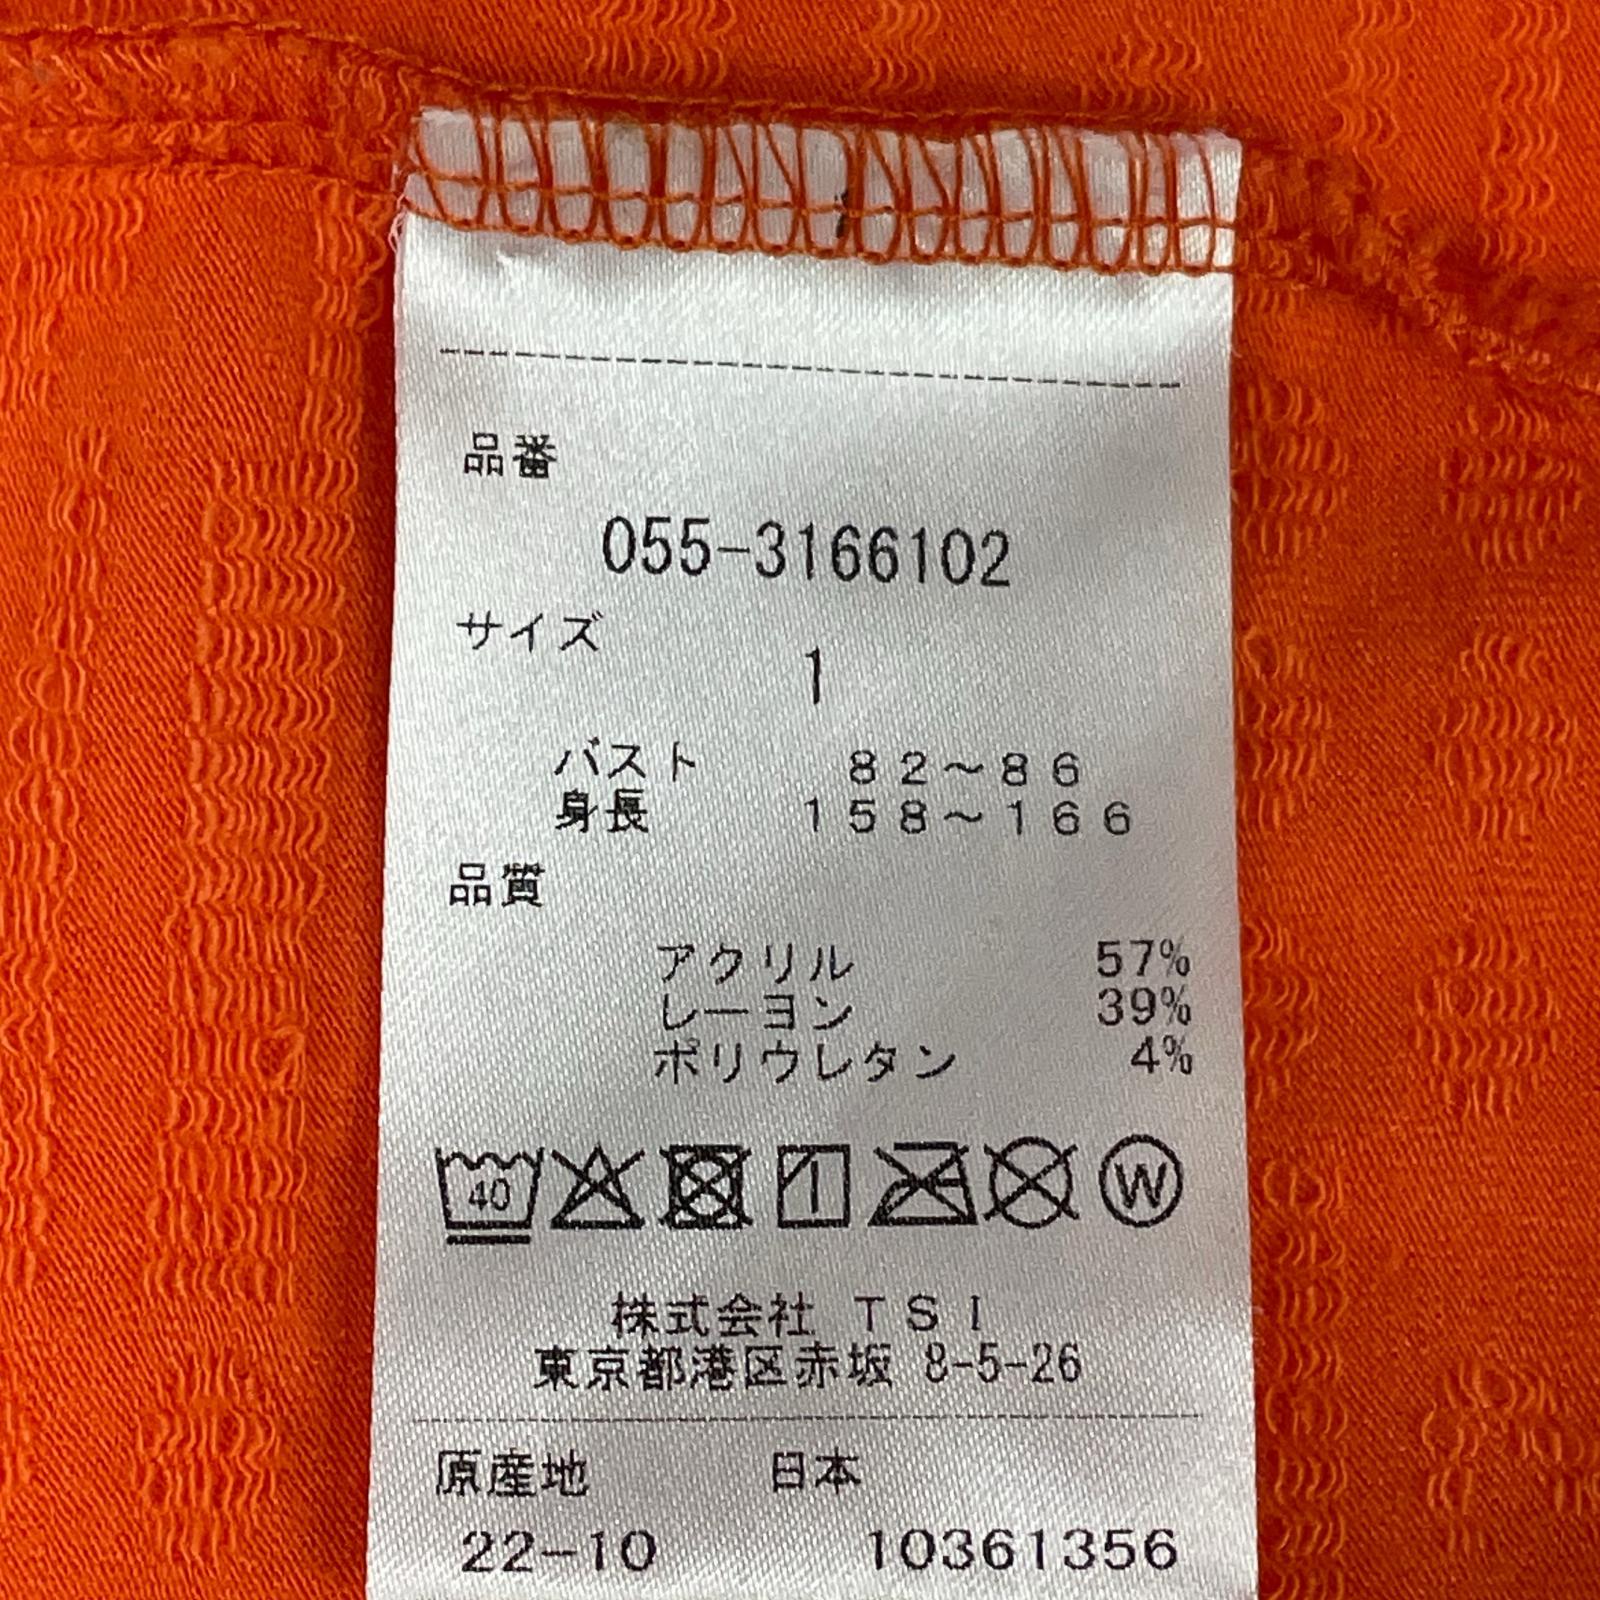 品番
055-3166102
サイズ
1
バスト 82~86
身長 158~166
品質
アクリル 57%
レーヨン 39%
ポリウレタン 4%
40 W
株式会社 TSI
東京都港区赤坂 8-5-26
原産地 日本
22-10 10361356